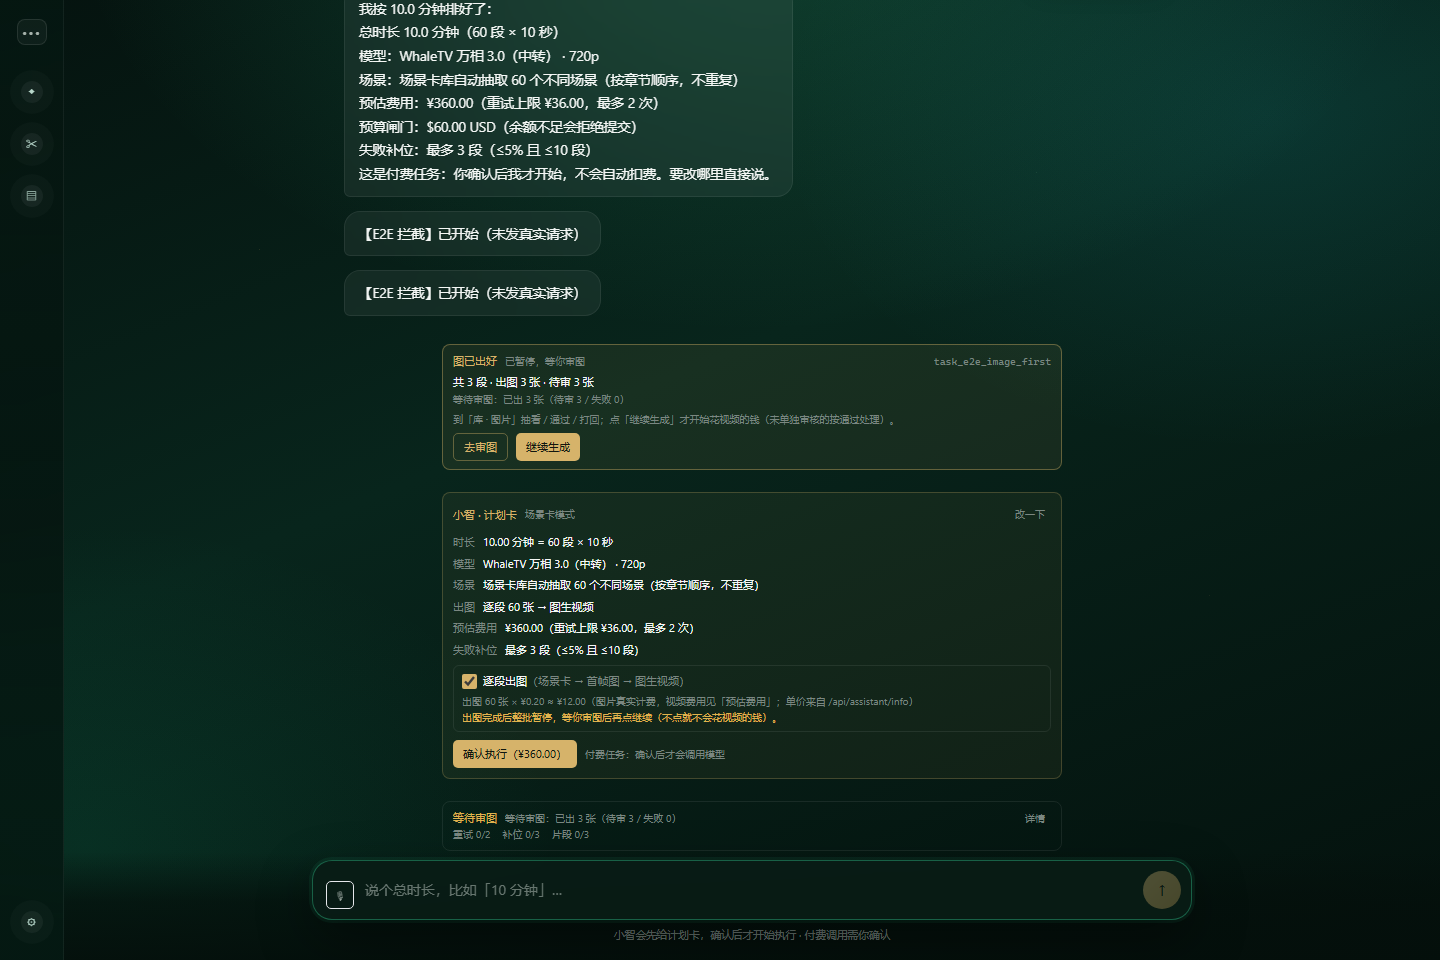 我按 10.0 分钟排好了：
总时长 10.0 分钟（60 段 × 10 秒）
模型：WhaleTV 万相 3.0（中转） · 720p
场景：场景卡库自动抽取 60 个不同场景（按章节顺序，不重复）
预估费用：¥360.00（重试上限 ¥36.00，最多 2 次）
预算闸门：$60.00 USD（余额不足会拒绝提交）
失败补位：最多 3 段（≤5% 且 ≤10 段）
这是付费任务：你确认后我才开始，不会自动扣费。要改哪里直接说。
【E2E 拦截】已开始（未发真实请求）
【E2E 拦截】已开始（未发真实请求）
图已出好 已暂停，等你审图 task_e2e_image_first
共 3 段 · 出图 3 张 · 待审 3 张
等待审图：已出 3 张（待审 3 / 失败 0）
到「库 · 图片」抽看 / 通过 / 打回；点「继续生成」才开始花视频的钱（未单独审核的按通过处理）。
去审图 继续生成
小智 · 计划卡 场景卡模式 改一下
时长 10.00 分钟 = 60 段 × 10 秒
模型 WhaleTV 万相 3.0（中转） · 720p
场景 场景卡库自动抽取 60 个不同场景（按章节顺序，不重复）
出图 逐段 60 张 → 图生视频
预估费用 ¥360.00（重试上限 ¥36.00，最多 2 次）
失败补位 最多 3 段（≤5% 且 ≤10 段）
逐段出图（场景卡 → 首帧图 → 图生视频）
出图 60 张 × ¥0.20 ≈ ¥12.00（图片真实计费，视频费用见「预估费用」；单价来自 /api/assistant/info）
出图完成后整批暂停，等你审图后再点继续（不点就不会花视频的钱）。
确认执行（¥360.00） 付费任务：确认后才会调用模型
等待审图 等待审图：已出 3 张（待审 3 / 失败 0） 详情
重试 0/2 补位 0/3 片段 0/3
说个总时长，比如「10 分钟」...
小智会先给计划卡，确认后才开始执行 · 付费调用需你确认